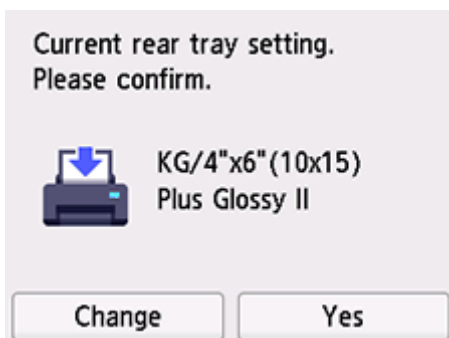 Current rear tray setting.
Please confirm.
KG/4"x6"(10x15)
Plus Glossy II
Change
Yes